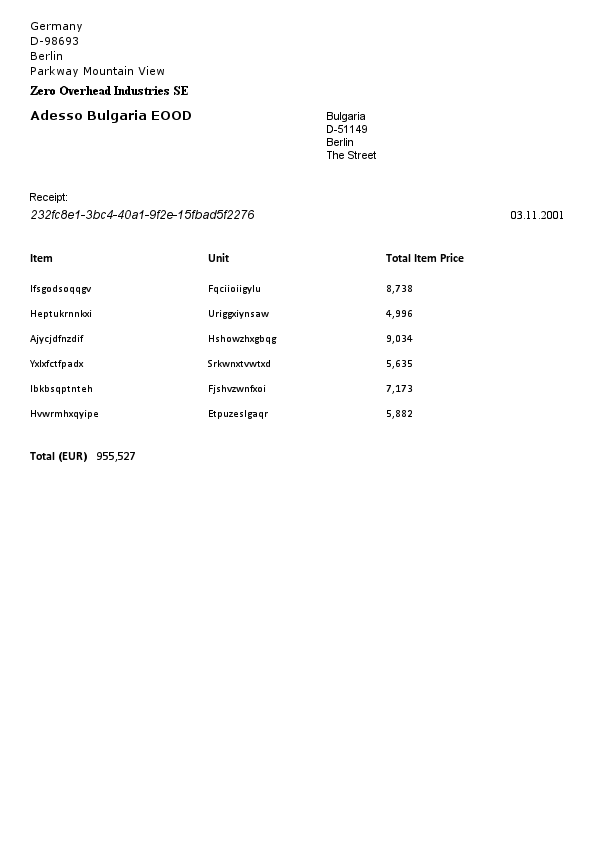 Germany
D-98693
Berlin
Parkway Mountain View
Zero Overhead Industries SE
Adesso Bulgaria EOOD
Bulgaria
D-51149
Berlin
The Street
Receipt:
232fc8e1-3bc4-40a1-9f2e-15fbad5f2276 03.11.2001
Item Unit Total Item Price
Ifsgodsoqqgv Fqciioiigylu 8,738
Heptukrnnkxi Uriggxiynsaw 4,996
Ajycjdfnzdif Hshowzhxgbqg 9,034
Yxlxfctfpadx Srkwnxtvwtxd 5,635
Ibkbsqptnteh Fjshvzwnfxoi 7,173
Hvwrmhxqyipe Etpuzeslgaqr 5,882
Total (EUR) 955,527